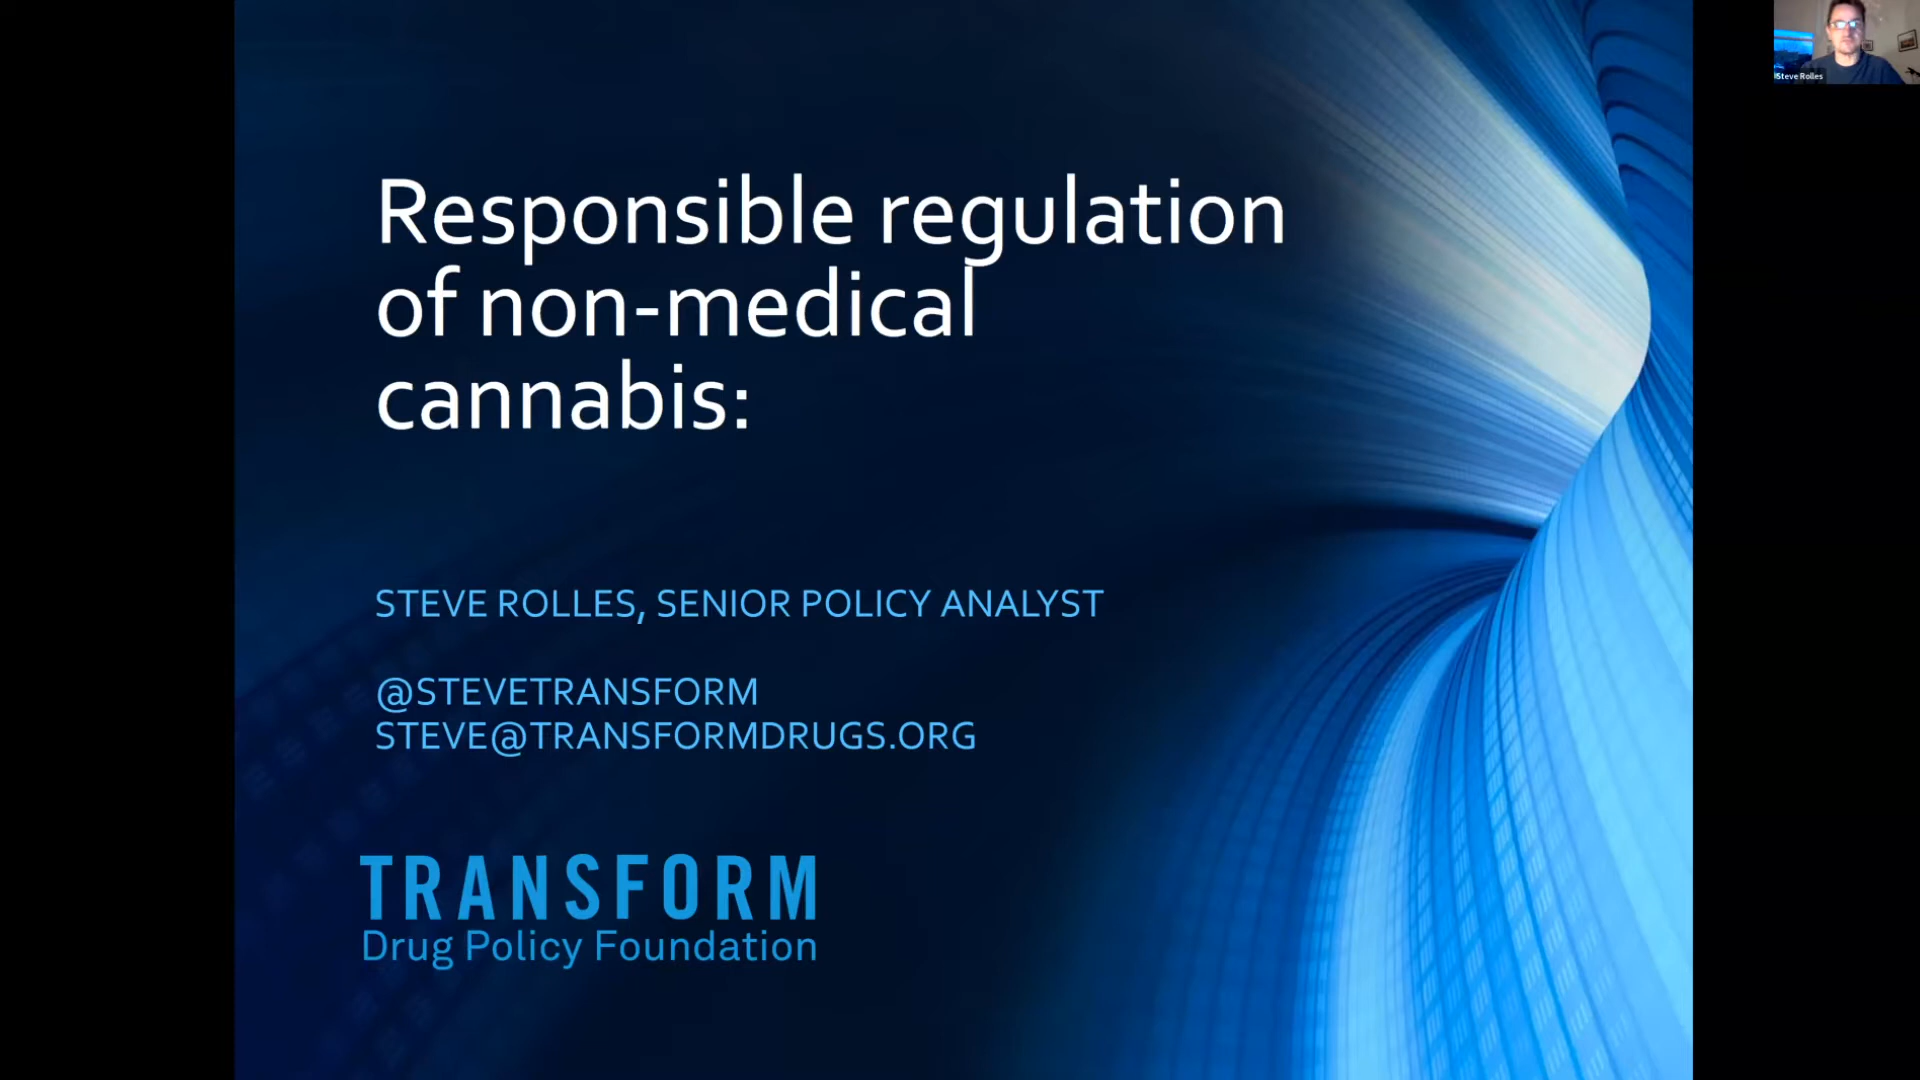 Responsible regulation
of non-medical
cannabis:
STEVE ROLLES, SENIOR POLICY ANALYST
@STEVETRANSFORM
STEVE@TRANSFORMDRUGS.ORG
TRANSFORM
Drug Policy Foundation
Steve Rolles